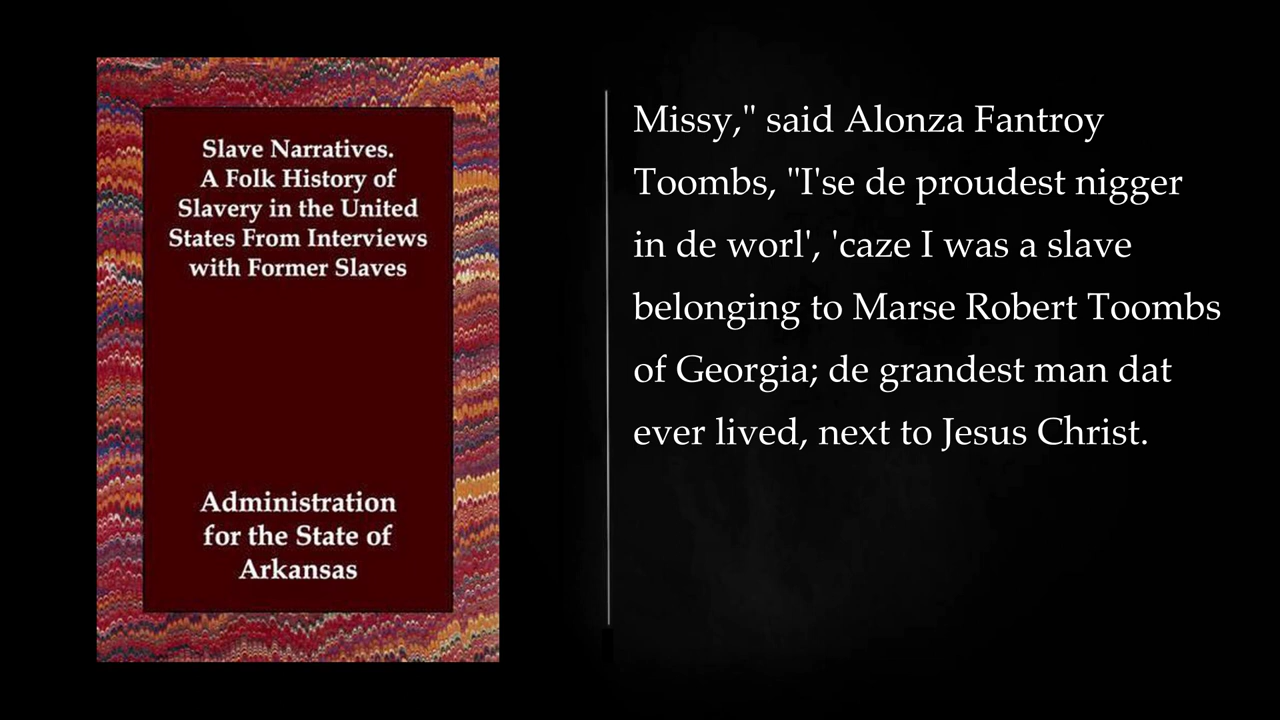 Slave Narratives.
A Folk History of
Slavery in the United
States From Interviews
with Former Slaves
Administration
for the State of
Arkansas
Missy," said Alonza Fantroy
Toombs, "I'se de proudest nigger
in de worl', 'caze I was a slave
belonging to Marse Robert Toombs
of Georgia; de grandest man dat
ever lived, next to Jesus Christ.